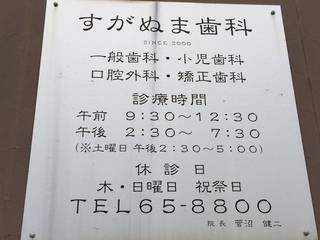 すがぬま歯科
SINCE 2000
一般歯科・小児歯科
口腔外科・矯正歯科
診療時間
午前 9:30〜12:30
午後 2:30〜 7:30
(※土曜日 午後2:30〜5:00)
休診日
木・日曜日 祝祭日
TEL65-8800
院長 菅沼 健二